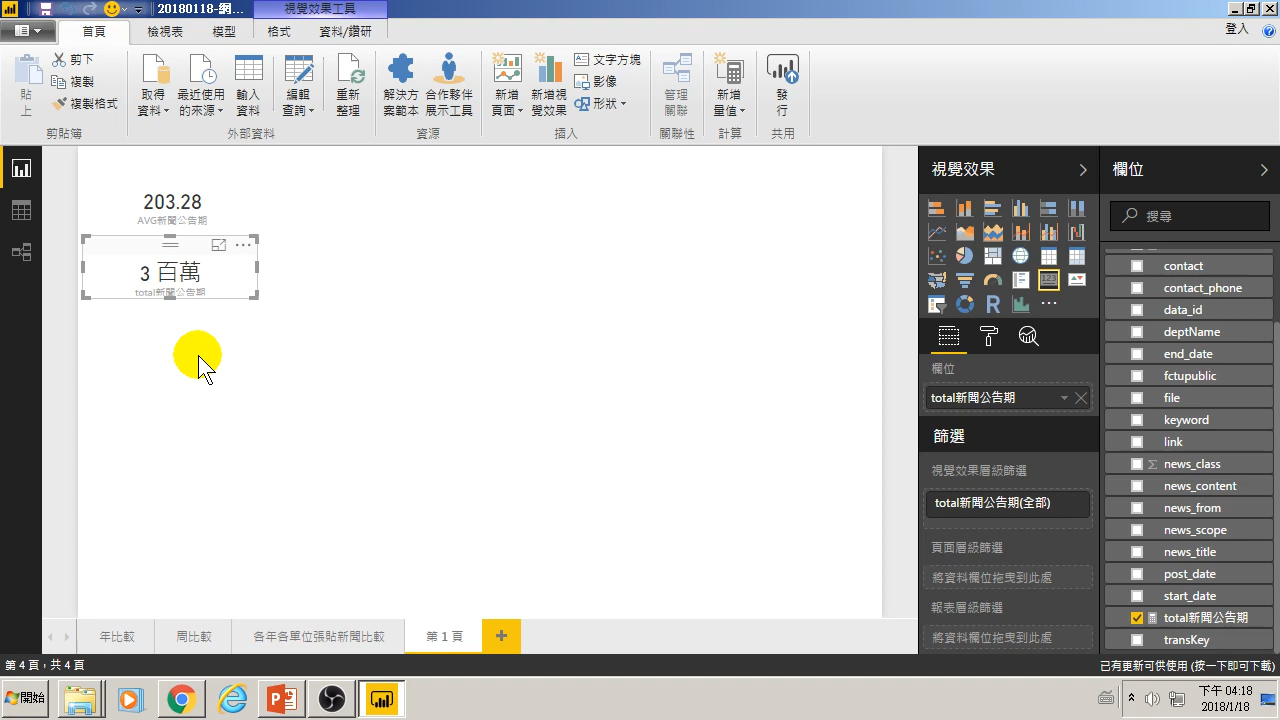 20180118-網...
視覺效果工具
首頁
檢視表
模型
格式
資料/鑽研
登入
貼
上
剪下
複製
複製格式
剪貼簿
取得
資料
最近使用
的來源
輸入
資料
編輯
查詢
重新
整理
外部資料
解決方
案範本
合作夥伴
展示工具
資源
新增
頁面
新增視
覺效果
文字方塊
影像
形狀
插入
管理
關聯
關聯性
新增
量值
計算
發
行
共用
203.28
AVG新聞公告期
3 百萬
total新聞公告期
視覺效果
R
123
欄位
total新聞公告期
篩選
視覺效果層級篩選
total新聞公告期(全部)
頁面層級篩選
將資料欄位拖曳到此處
報表層級篩選
將資料欄位拖曳到此處
欄位
搜尋
contact
contact_phone
data_id
deptName
end_date
fctupublic
file
keyword
link
Σ news_class
news_content
news_from
news_scope
news_title
post_date
start_date
total新聞公告期
transKey
年比較
周比較
各年各單位張貼新聞比較
第 1 頁
第 4 頁，共 4 頁
已有更新可供使用 (按一下即可下載)
開始
下午 04:18
2018/1/18